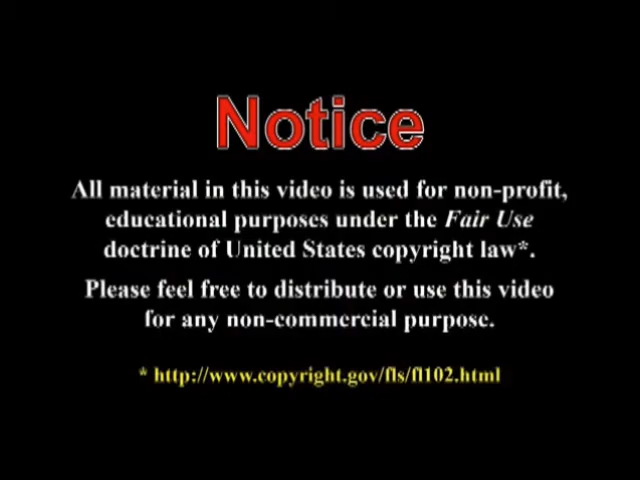 Notice
All material in this video is used for non-profit,
educational purposes under the Fair Use
doctrine of United States copyright law*.
Please feel free to distribute or use this video
for any non-commercial purpose.
* http://www.copyright.gov/fls/fl102.html